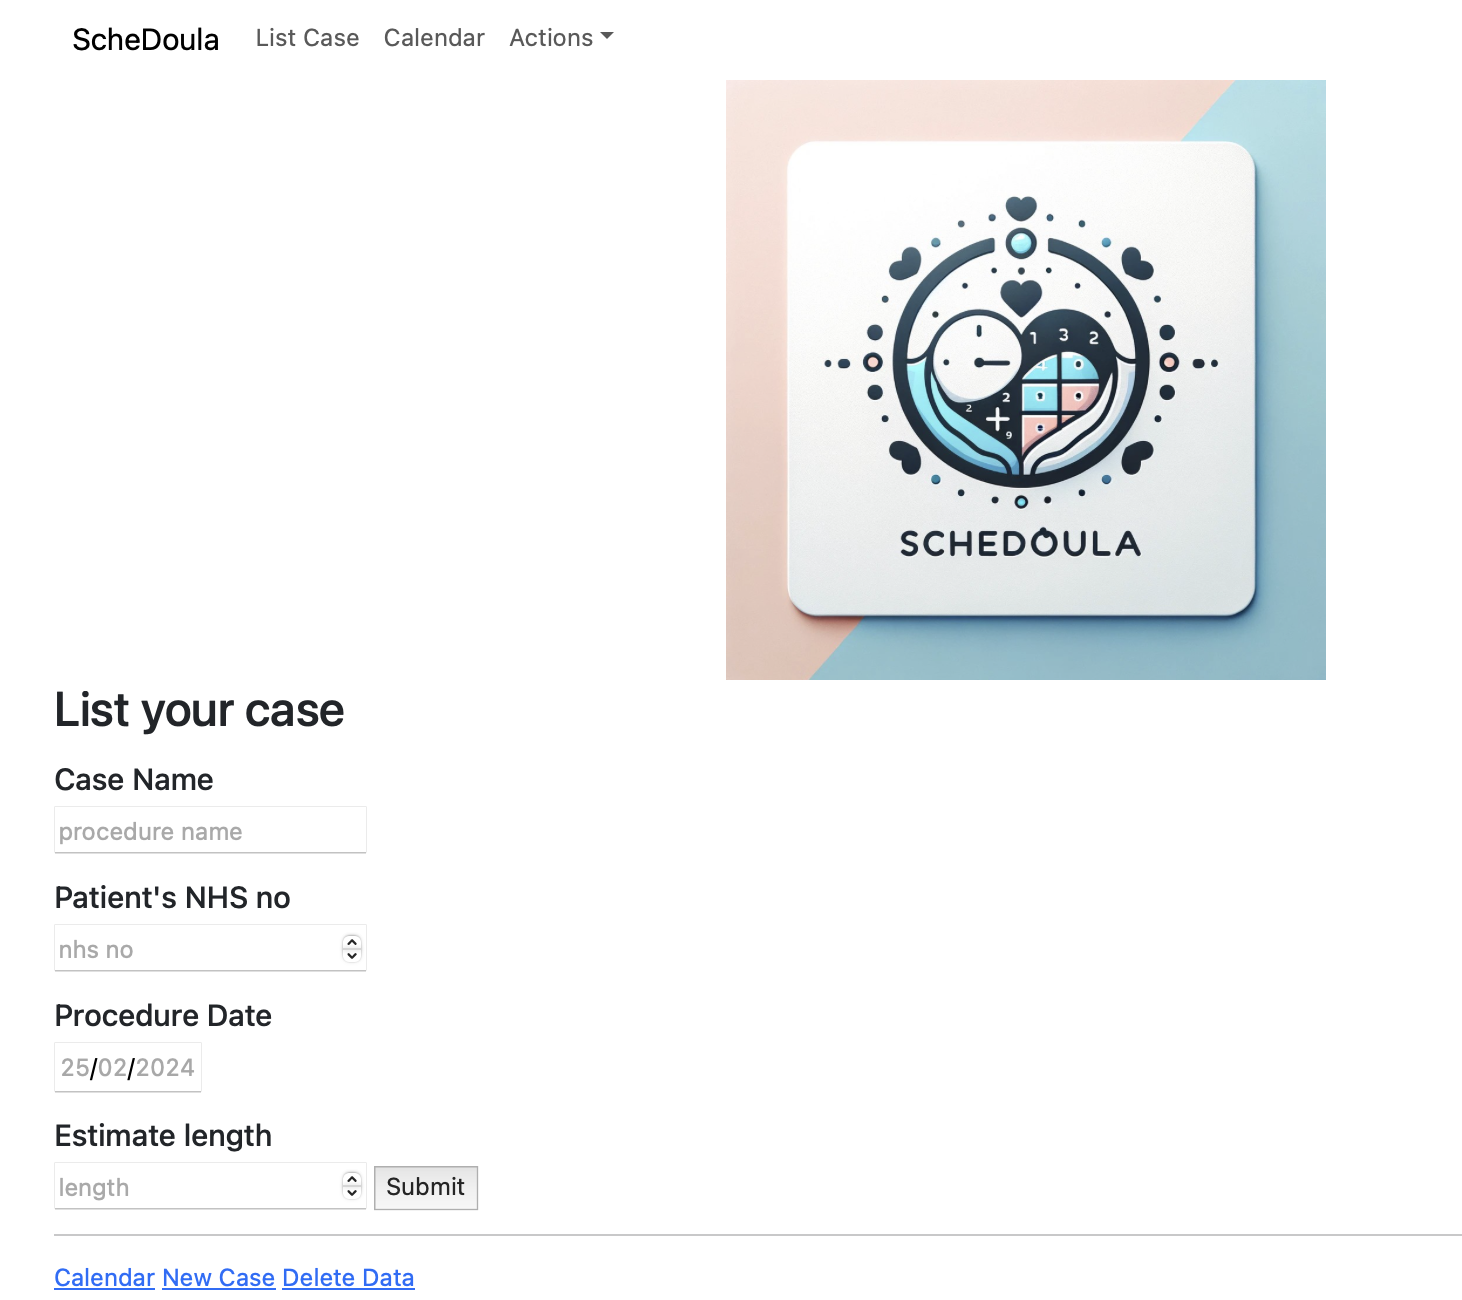 ScheDoula List Case Calendar Actions
1 3 2
4
2
2
+
9
SCHEDOULA
List your case
Case Name
procedure name
Patient's NHS no
nhs no
Procedure Date
25/02/2024
Estimate length
length Submit
Calendar New Case Delete Data